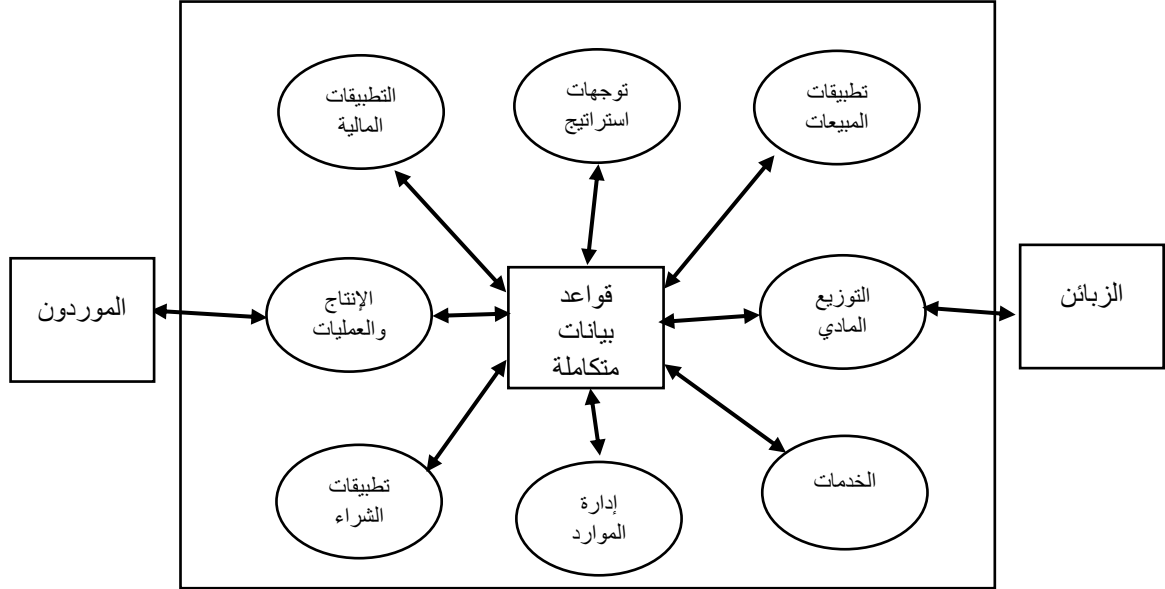 تطبيقات
المبيعات
توجهات
استراتيج
التطبيقات
المالية
الزبائن
التوزيع
المادي
قواعد
بيانات
متكاملة
الإنتاج
والعمليات
الموردون
الخدمات
إدارة
الموارد
تطبيقات
الشراء